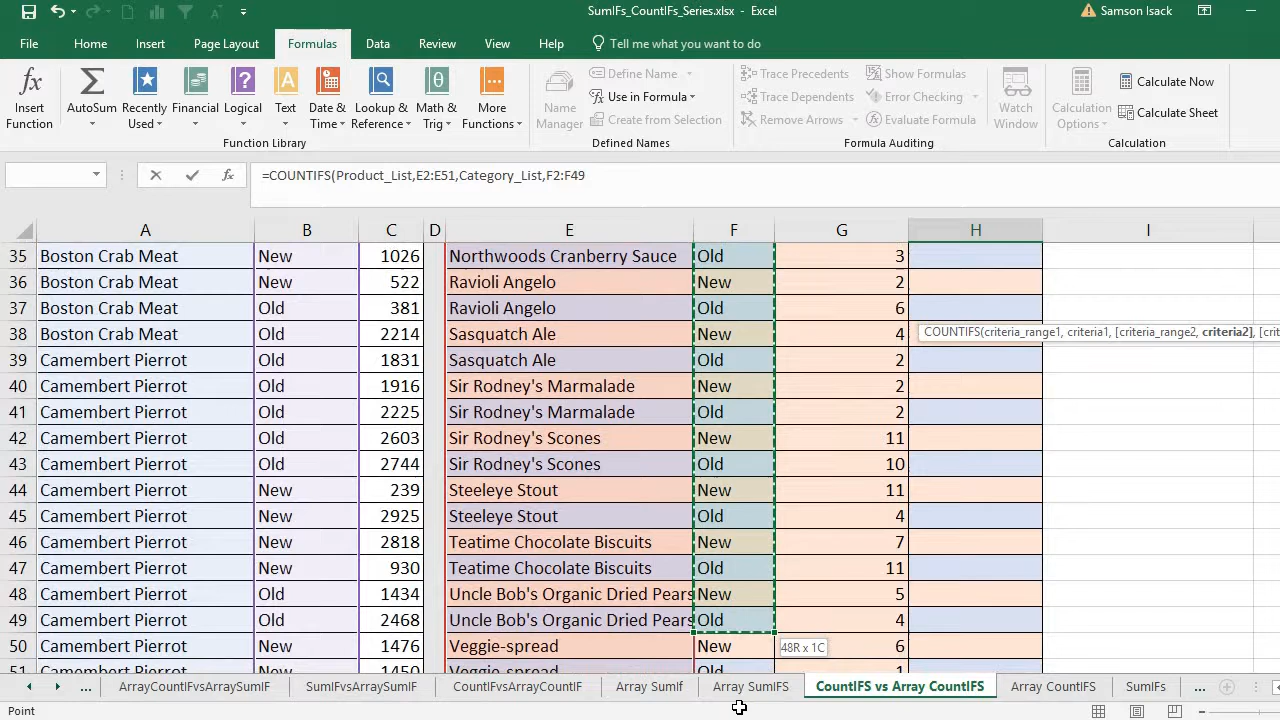 SumIFs_CountIFs_Series.xlsx - Excel
Samson Isack
File Home Insert Page Layout Formulas Data Review View Help Tell me what you want to do
Insert Function
AutoSum
Recently Used
Financial
Logical
Text
Date & Time
Lookup & Reference
Math & Trig
More Functions
Function Library
Name Manager
Define Name
Use in Formula
Create from Selection
Defined Names
Trace Precedents
Trace Dependents
Remove Arrows
Show Formulas
Error Checking
Evaluate Formula
Formula Auditing
Watch Window
Calculation Options
Calculate Now
Calculate Sheet
Calculation
fx =COUNTIFS(Product_List,E2:E51,Category_List,F2:F49
A B C D E F G H I
35 Boston Crab Meat New 1026 Northwoods Cranberry Sauce Old 3
36 Boston Crab Meat New 522 Ravioli Angelo New 2
37 Boston Crab Meat Old 381 Ravioli Angelo Old 6
38 Boston Crab Meat Old 2214 Sasquatch Ale New 4
COUNTIFS(criteria_range1, criteria1, [criteria_range2, criteria2], [crit
39 Camembert Pierrot Old 1831 Sasquatch Ale Old 2
40 Camembert Pierrot Old 1916 Sir Rodney's Marmalade New 2
41 Camembert Pierrot Old 2225 Sir Rodney's Marmalade Old 2
42 Camembert Pierrot Old 2603 Sir Rodney's Scones New 11
43 Camembert Pierrot Old 2744 Sir Rodney's Scones Old 10
44 Camembert Pierrot New 239 Steeleye Stout New 11
45 Camembert Pierrot New 2925 Steeleye Stout Old 4
46 Camembert Pierrot New 2818 Teatime Chocolate Biscuits New 7
47 Camembert Pierrot New 930 Teatime Chocolate Biscuits Old 11
48 Camembert Pierrot Old 1434 Uncle Bob's Organic Dried Pears New 5
49 Camembert Pierrot Old 2468 Uncle Bob's Organic Dried Pears Old 4
50 Camembert Pierrot New 1476 Veggie-spread New 48R x 1C 6
51 Camembert Pierrot New 1450 Veggie-spread Old 1
... ArrayCountIFvsArraySumIF SumIFvsArraySumIF CountIFvsArrayCountIF Array SumIf Array SumIFS CountIFS vs Array CountIFS Array CountIFS SumIFs ...
Point